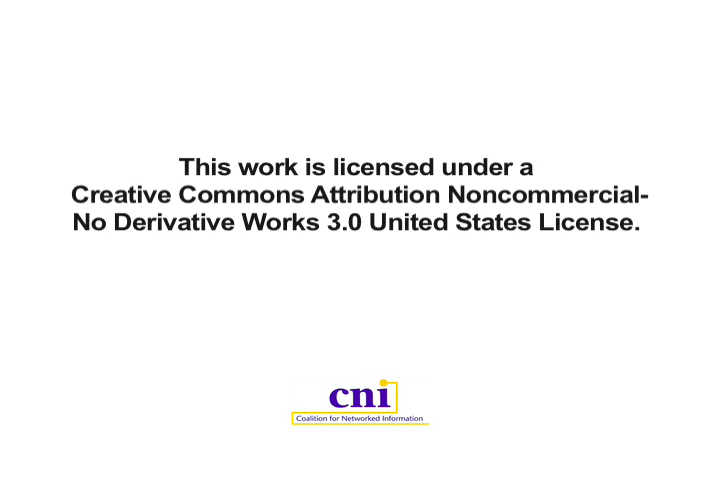 This work is licensed under a
Creative Commons Attribution Noncommercial-
No Derivative Works 3.0 United States License.
cni
Coalition for Networked Information